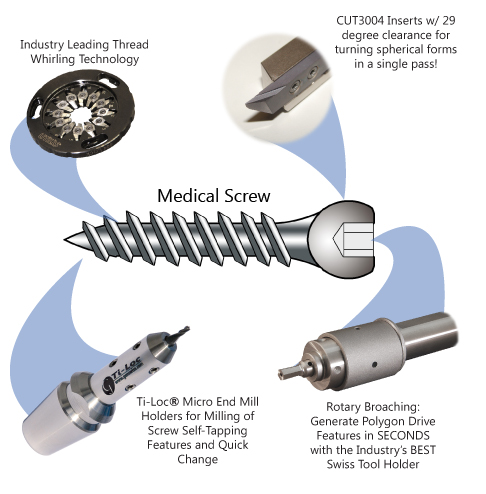 Industry Leading Thread
Whirling Technology
CUT3004 Inserts w/ 29
degree clearance for
turning spherical forms
in a single pass!
Medical Screw
Ti-Loc
Ti-Loc® Micro End Mill
Holders for Milling of
Screw Self-Tapping
Features and Quick
Change
Rotary Broaching:
Generate Polygon Drive
Features in SECONDS
with the Industry's BEST
Swiss Tool Holder